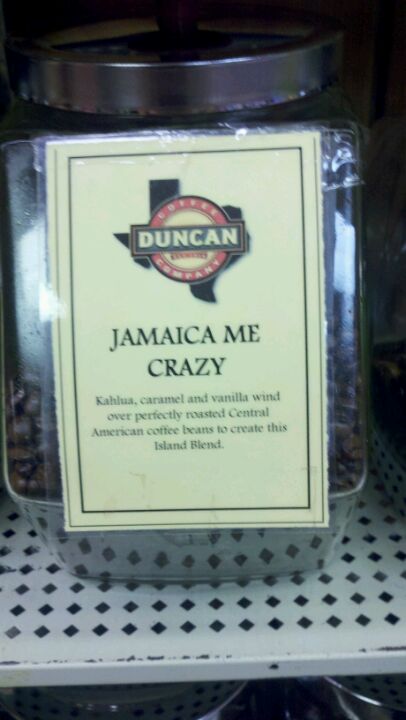 COFFEE
DUNCAN
COMPANY
JAMAICA ME
CRAZY
Kahlua, caramel and vanilla wind
over perfectly roasted Central
American coffee beans to create this
Island Blend.